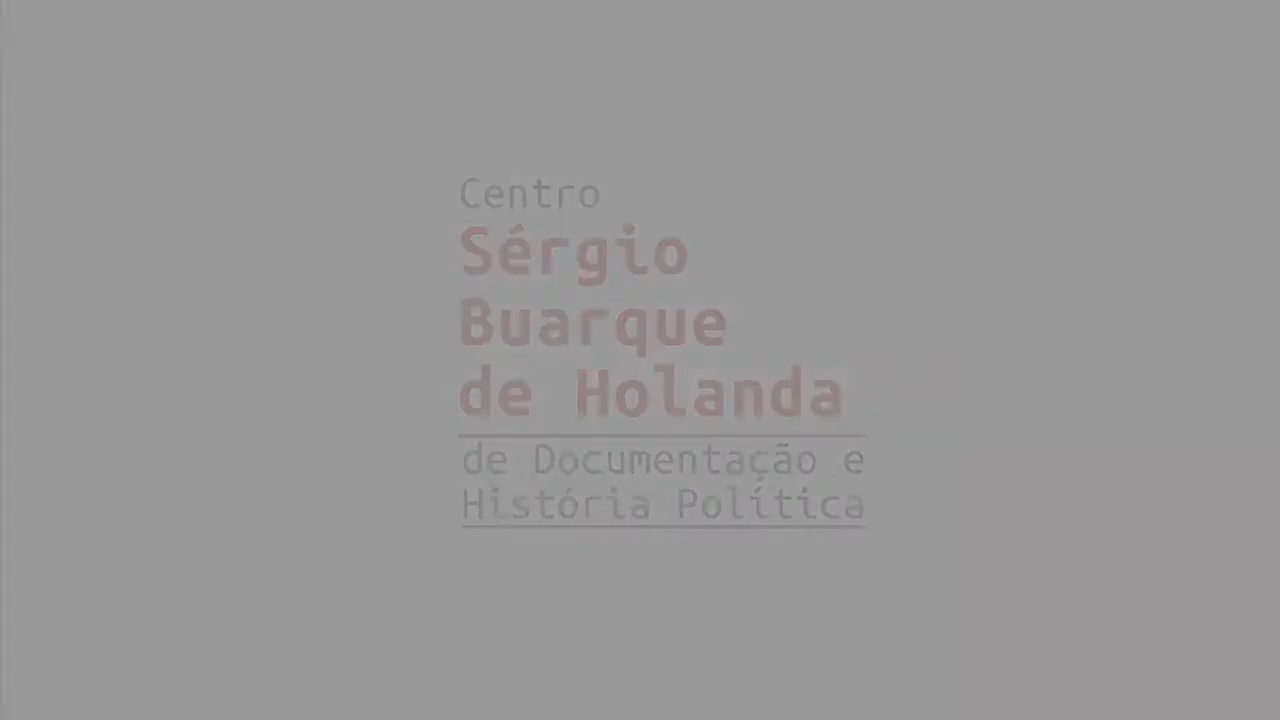 Centro
Sérgio
Buarque
de Holanda
de Documentação e
História Política